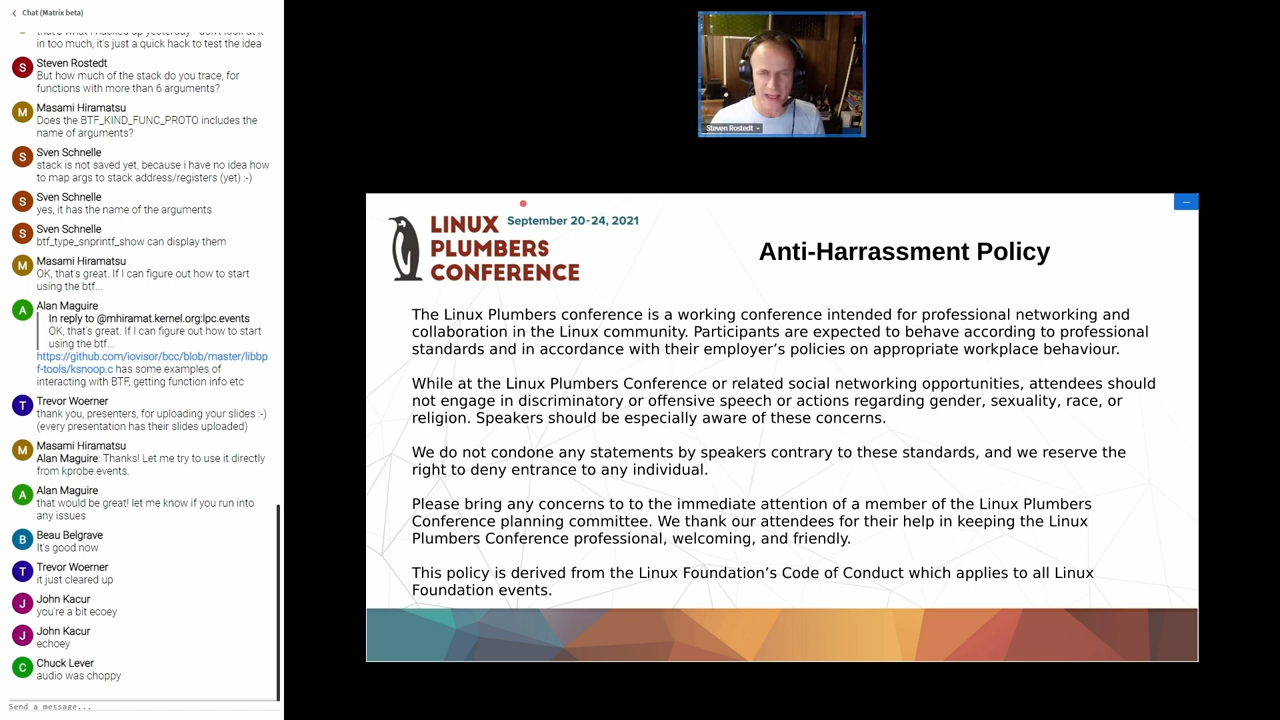 Chat (Matrix beta)
that's what I hacked up yesterday - don't look at it
in too much, it's just a quick hack to test the idea
S
Steven Rostedt
But how much of the stack do you trace, for
functions with more than 6 arguments?
M
Masami Hiramatsu
Does the BTF_KIND_FUNC_PROTO includes the
name of arguments?
S
Sven Schnelle
stack is not saved yet, because i have no idea how
to map args to stack address/registers (yet) :-)
S
Sven Schnelle
yes, it has the name of the arguments
S
Sven Schnelle
btf_type_snprintf_show can display them
M
Masami Hiramatsu
OK, that's great. If I can figure out how to start
using the btf...
A
Alan Maguire
In reply to @mhiramat.kernel.org:lpc.events
OK, that's great. If I can figure out how to start
using the btf...
https://github.com/iovisor/bcc/blob/master/libbp
f-tools/ksnoop.c has some examples of
interacting with BTF, getting function info etc
T
Trevor Woerner
thank you, presenters, for uploading your slides :-)
(every presentation has their slides uploaded)
M
Masami Hiramatsu
Alan Maguire: Thanks! Let me try to use it directly
from kprobe events.
A
Alan Maguire
that would be great! let me know if you run into
any issues
B
Beau Belgrave
It's good now
T
Trevor Woerner
it just cleared up
J
John Kacur
you're a bit ecoey
J
John Kacur
echoey
C
Chuck Lever
audio was choppy
Send a message...
Steven Rostedt
LINUX
PLUMBERS
CONFERENCE
September 20-24, 2021
Anti-Harrassment Policy
The Linux Plumbers conference is a working conference intended for professional networking and
collaboration in the Linux community. Participants are expected to behave according to professional
standards and in accordance with their employer's policies on appropriate workplace behaviour.
While at the Linux Plumbers Conference or related social networking opportunities, attendees should
not engage in discriminatory or offensive speech or actions regarding gender, sexuality, race, or
religion. Speakers should be especially aware of these concerns.
We do not condone any statements by speakers contrary to these standards, and we reserve the
right to deny entrance to any individual.
Please bring any concerns to to the immediate attention of a member of the Linux Plumbers
Conference planning committee. We thank our attendees for their help in keeping the Linux
Plumbers Conference professional, welcoming, and friendly.
This policy is derived from the Linux Foundation's Code of Conduct which applies to all Linux
Foundation events.